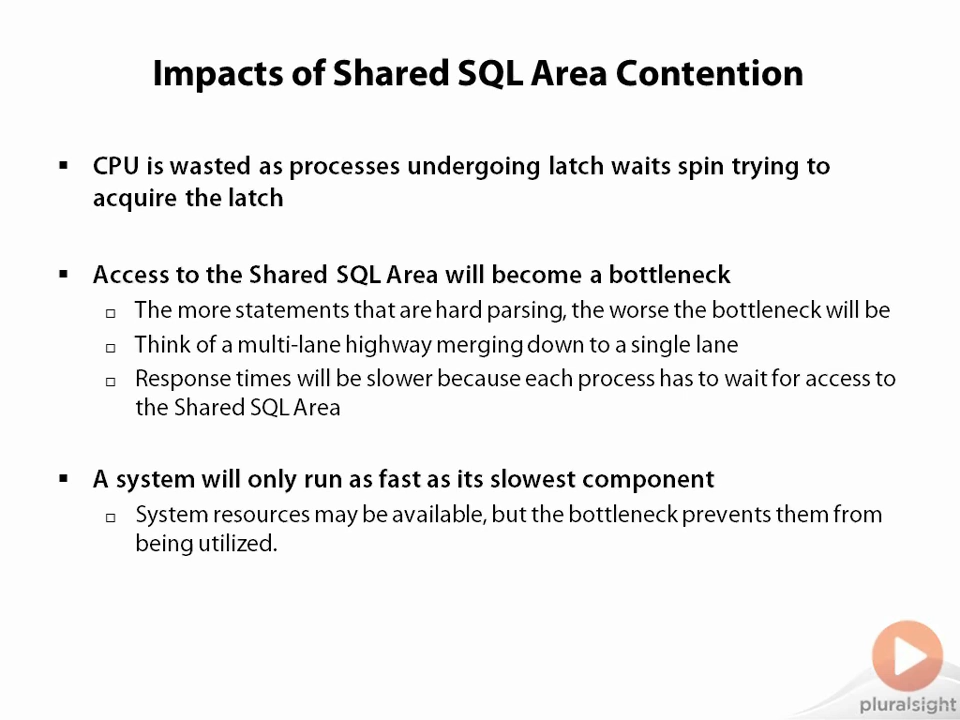 Impacts of Shared SQL Area Contention
▪ CPU is wasted as processes undergoing latch waits spin trying to
acquire the latch
▪ Access to the Shared SQL Area will become a bottleneck
□ The more statements that are hard parsing, the worse the bottleneck will be
□ Think of a multi-lane highway merging down to a single lane
□ Response times will be slower because each process has to wait for access to
the Shared SQL Area
▪ A system will only run as fast as its slowest component
□ System resources may be available, but the bottleneck prevents them from
being utilized.
pluralsight